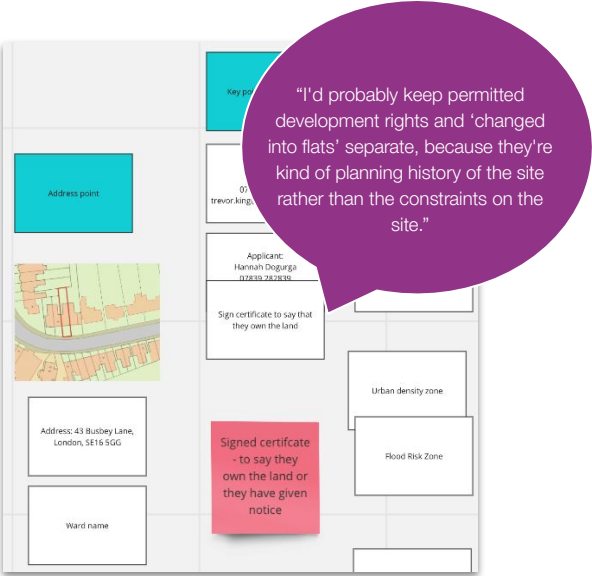 Key
“I'd probably keep permitted
development rights and ‘changed
into flats’ separate, because they're
kind of planning history of the site
rather than the constraints on the
site.”
Address point
07
Applicant:
Hannah Dogurga
07839 282839
Sign certificate to say that
they own the land
Urban density zone
Address: 43 Busbey Lane,
London, SE16 5GG
Flood Risk Zone
Signed certifcate
- to say they
own the land or
they have given
notice
Ward name